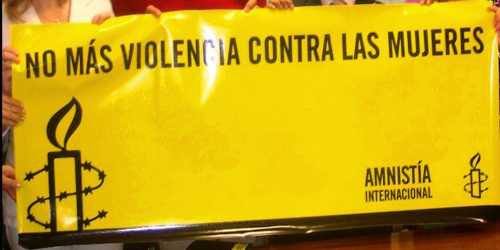 NO MÁS VIOLENCIA CONTRA LAS MUJERES
AMNISTÍA
INTERNACIONAL